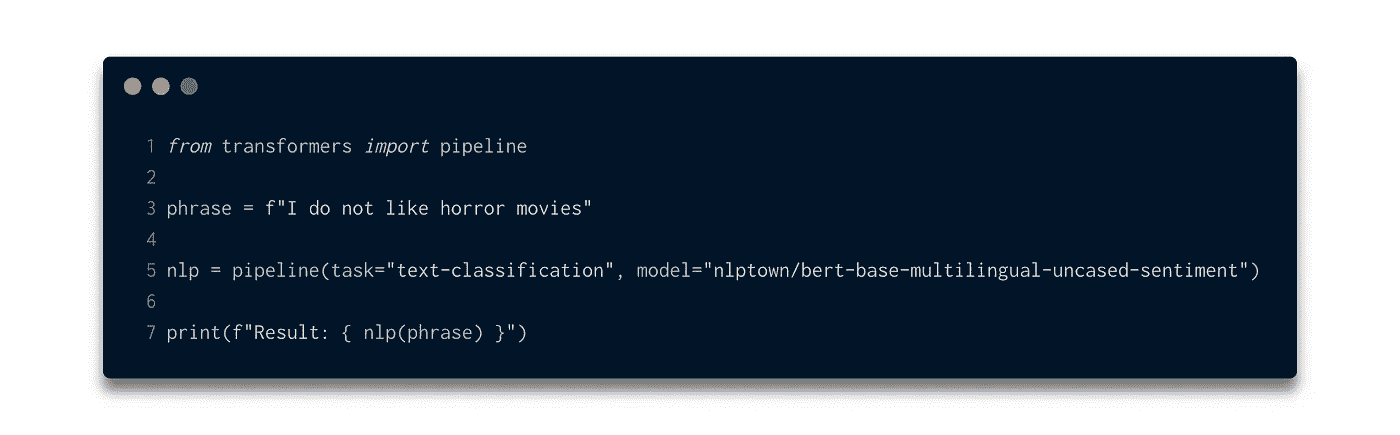 1 from transformers import pipeline
2
3 phrase = f"I do not like horror movies"
4
5 nlp = pipeline(task="text-classification", model="nlptown/bert-base-multilingual-uncased-sentiment")
6
7 print(f"Result: { nlp(phrase) }")